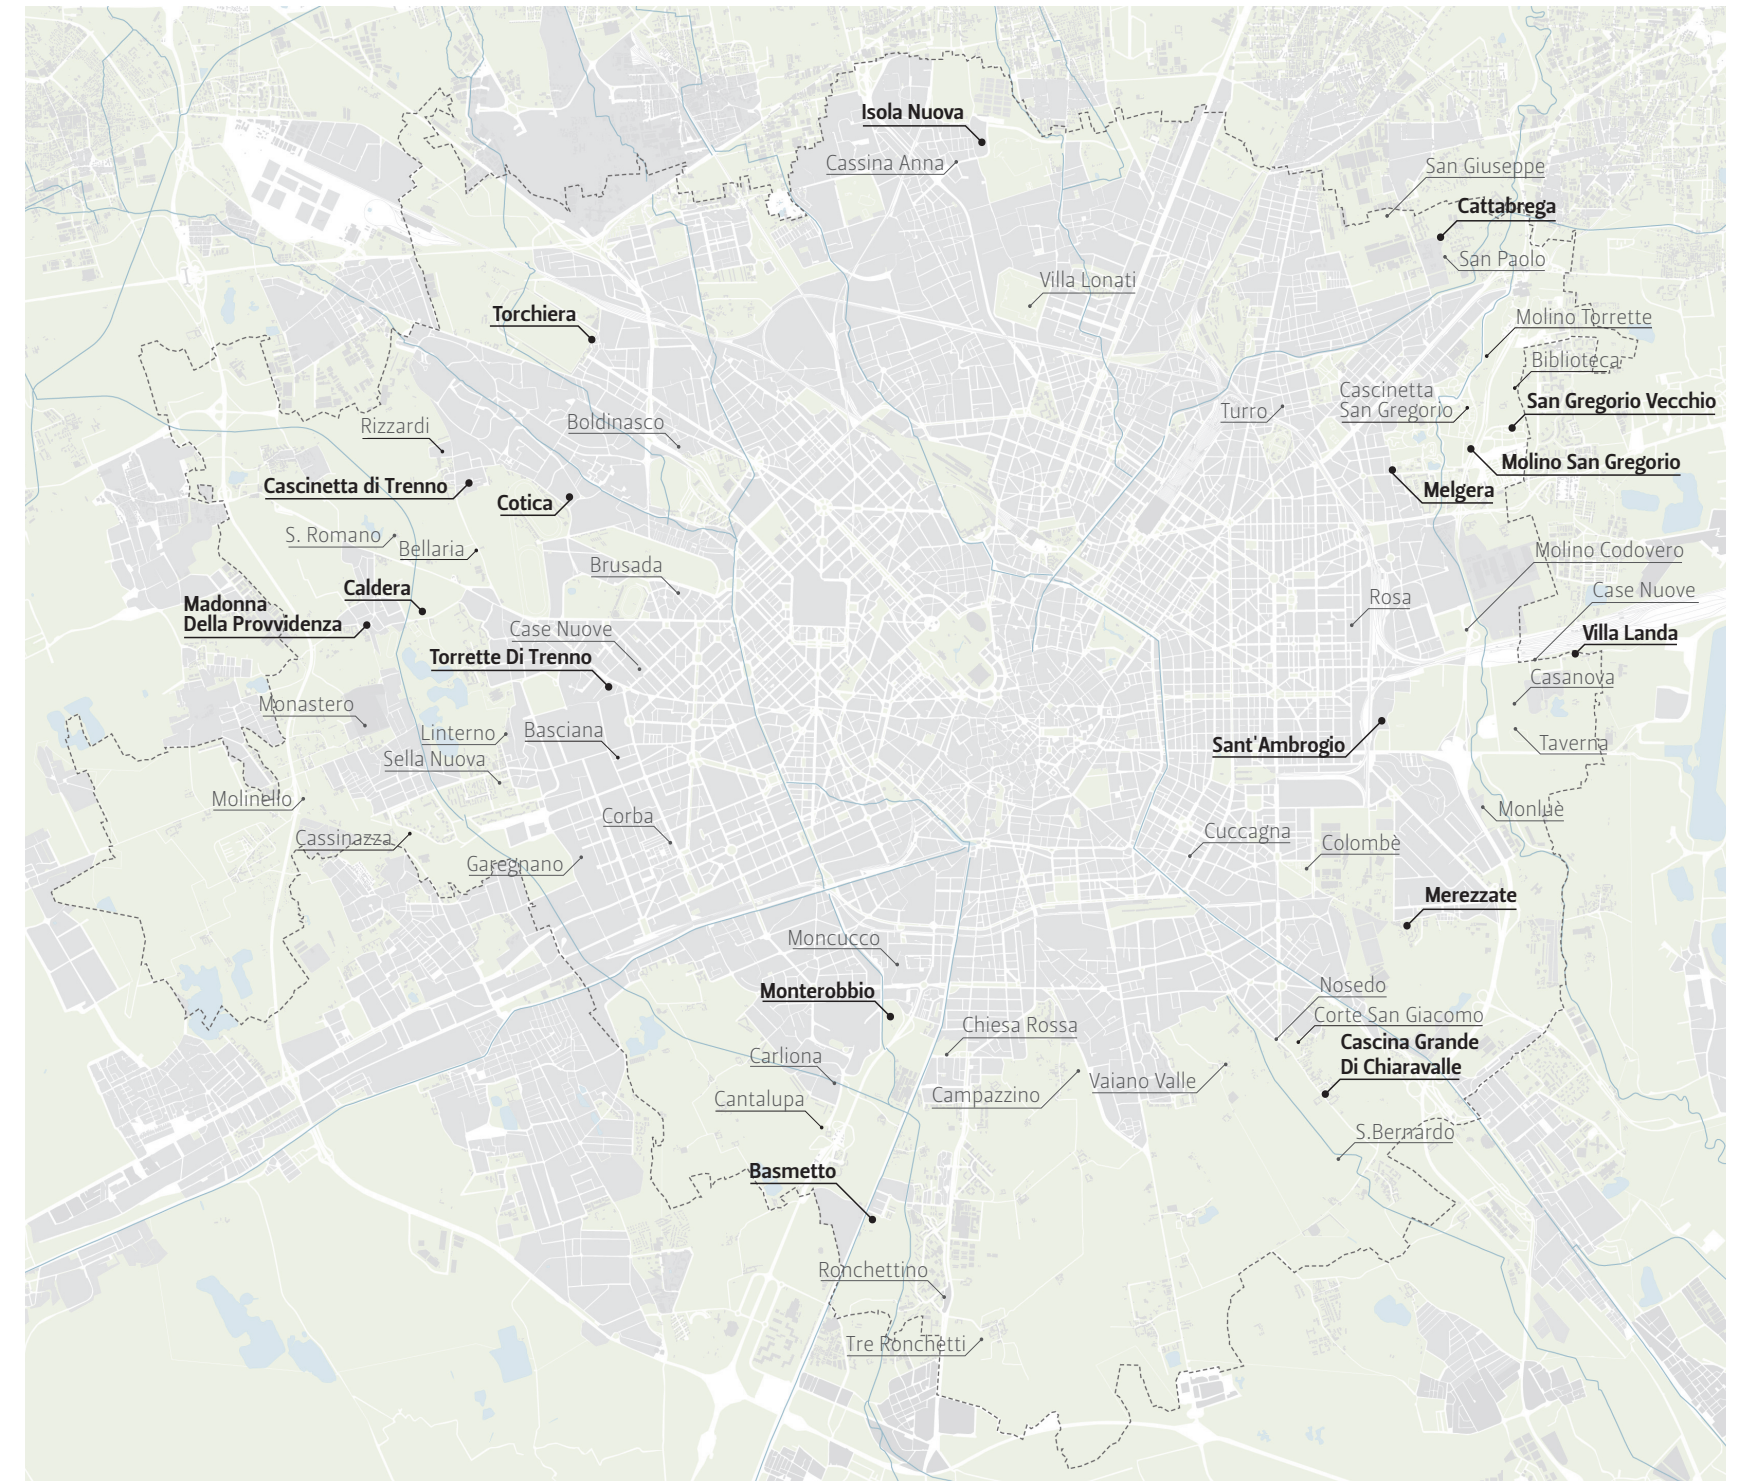 Isola Nuova
Cassina Anna
San Giuseppe
Cattabrega
San Paolo
Villa Lonati
Torchiera
Molino Torrette
Biblioteca
Cascinetta
San Gregorio
San Gregorio Vecchio
Turro
Rizzardi
Boldinasco
Molino San Gregorio
Melgera
Cascinetta di Trenno
Cotica
S. Romano
Bellaria
Molino Codovero
Brusada
Caldera
Case Nuove
Rosa
Madonna
Della Provvidenza
Case Nuove
Villa Landa
Torrette Di Trenno
Casanova
Monastero
Linterno
Basciana
Sant'Ambrogio
Taverna
Sella Nuova
Molinello
Monluè
Corba
Cuccagna
Cassinazza
Colombè
Garegnano
Merezzate
Moncucco
Monterobbio
Nosedo
Corte San Giacomo
Chiesa Rossa
Cascina Grande
Di Chiaravalle
Carliona
Vaiano Valle
Campazzino
Cantalupa
S.Bernardo
Basmetto
Ronchettino
Tre Ronchetti